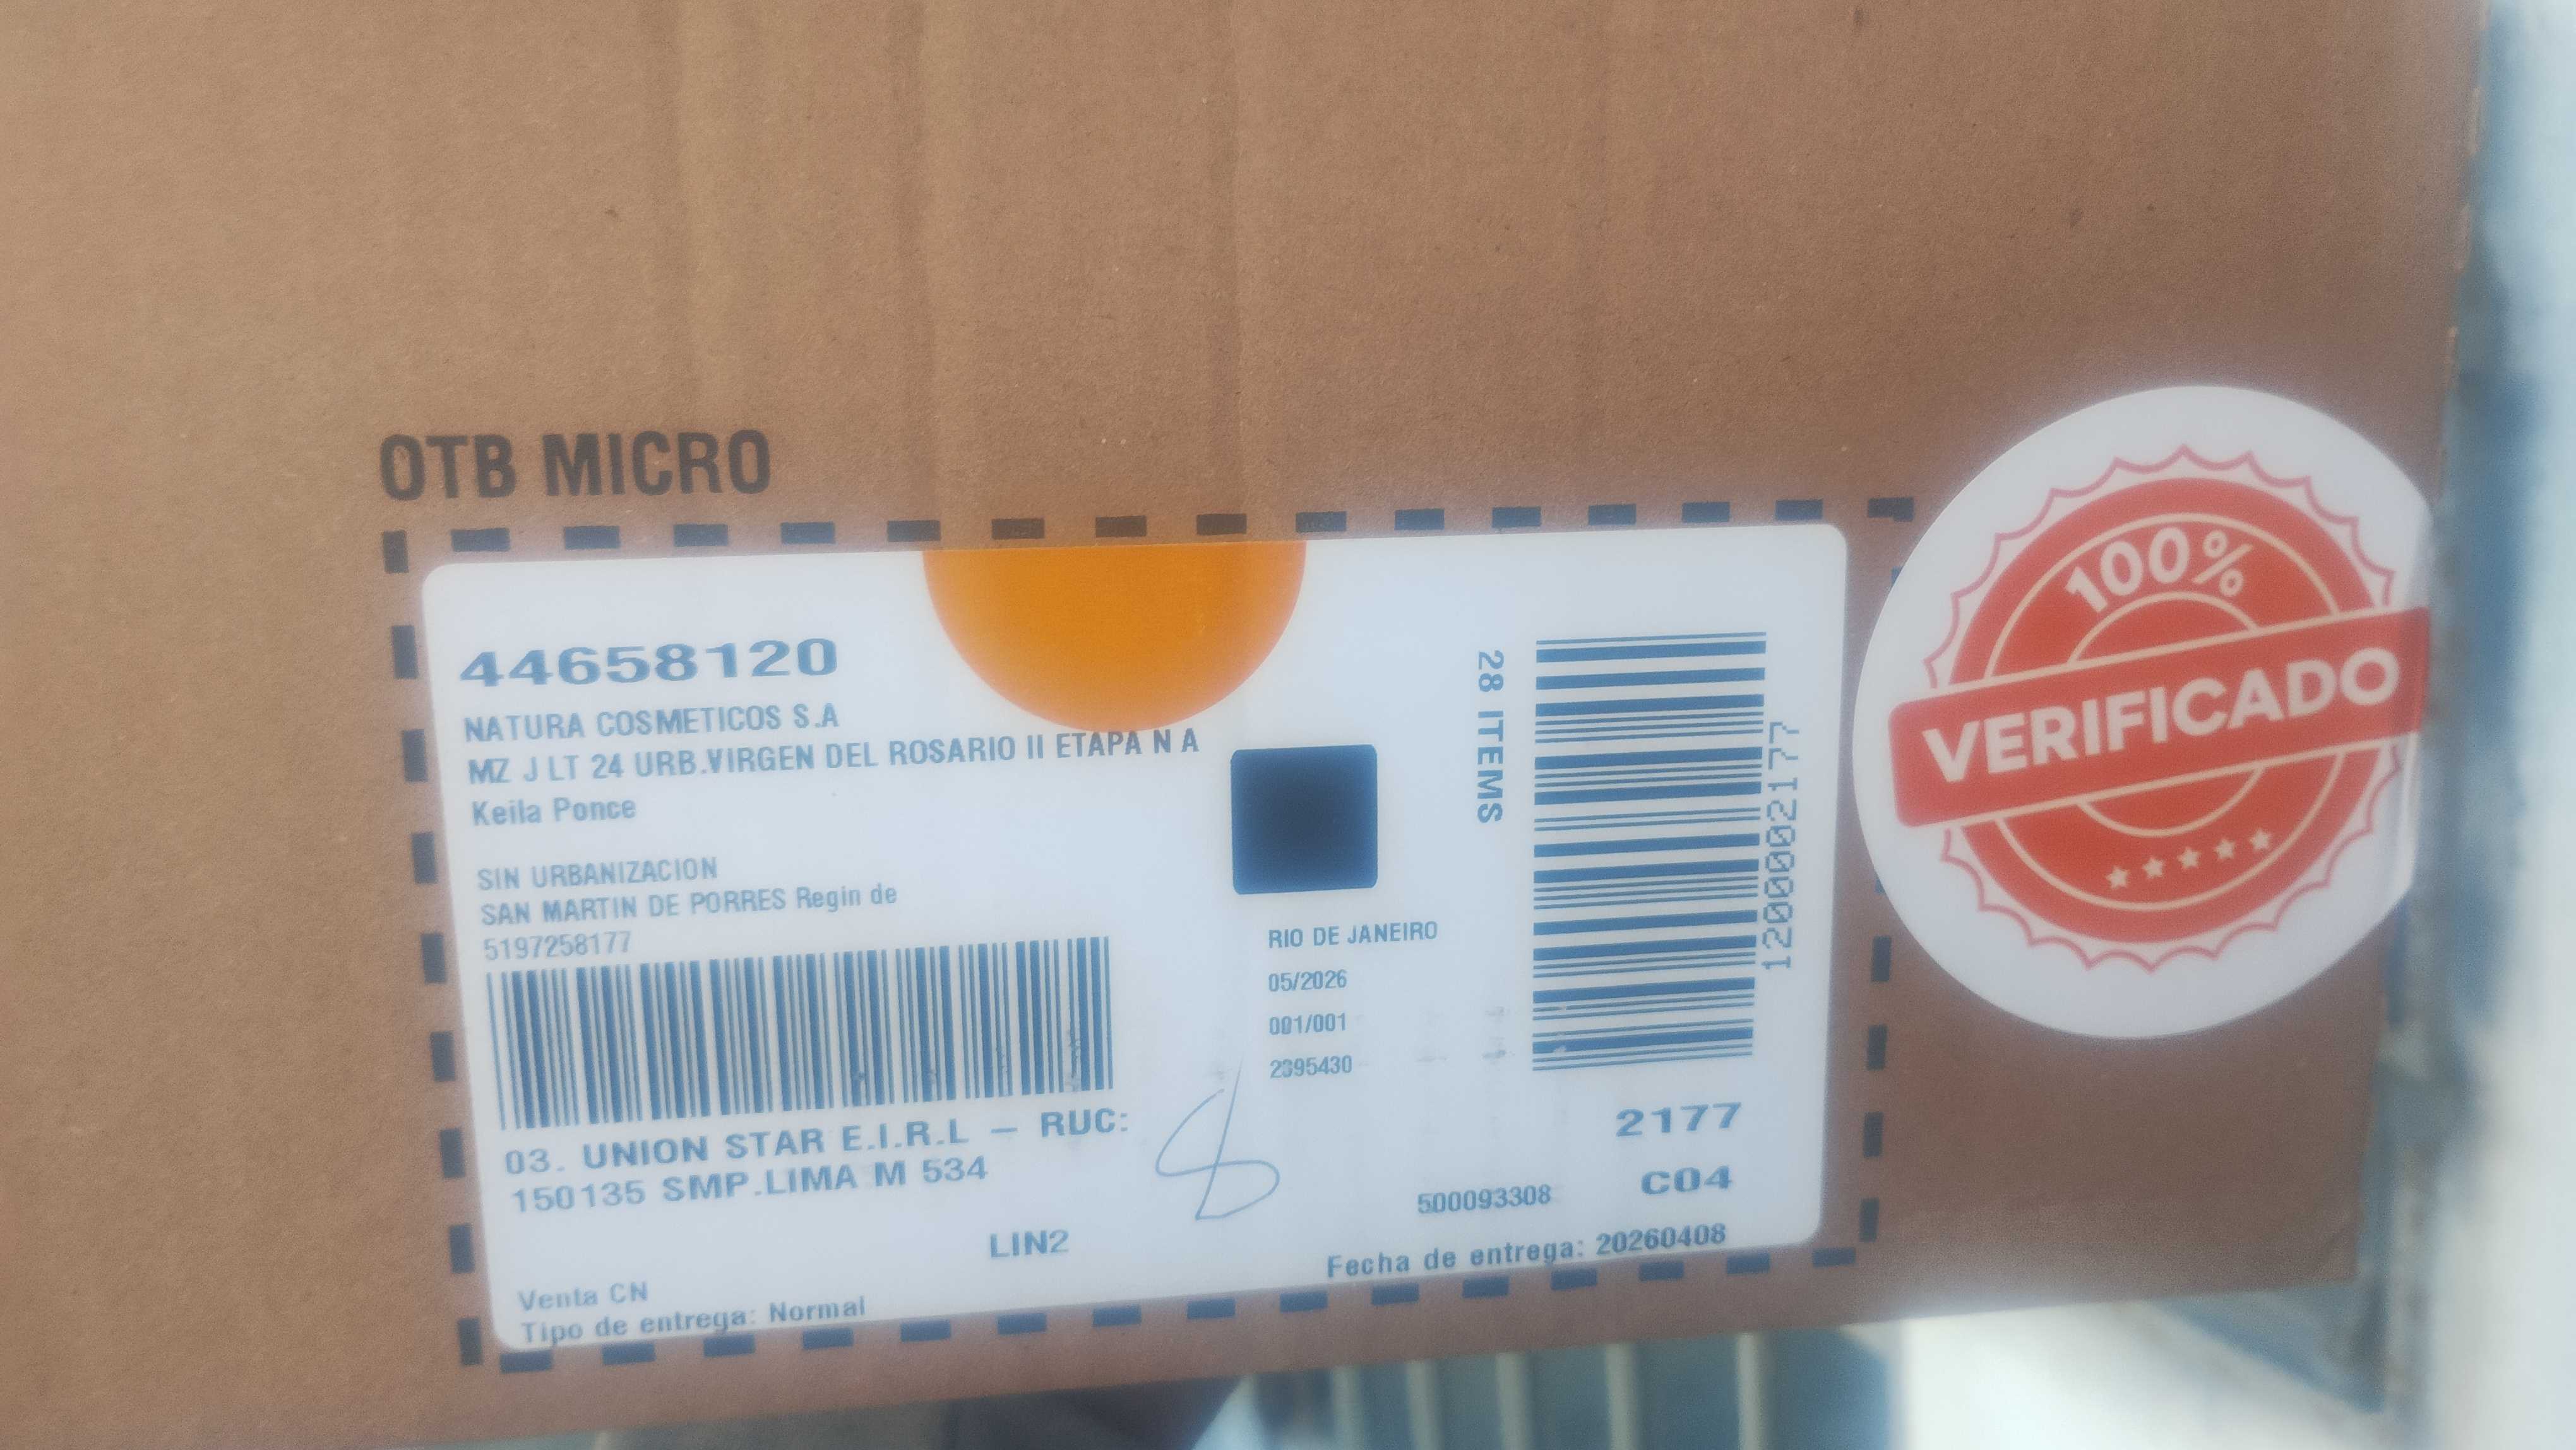 OTB MICRO
44658120
NATURA COSMETICOS S.A
MZ J LT 24 URB.VIRGEN DEL ROSARIO II ETAPA N A
Keila Ponce
SIN URBANIZACION
SAN MARTIN DE PORRES Regin de
5197258177
03. UNION STAR E.I.R.L – RUC:
150135 SMP.LIMA M 534
LIN2
Venta CN
Tipo de entrega: Normal
RIO DE JANEIRO
05/2026
001/001
2395430
28 ITEMS
1200002177
2177
C04
500093308
Fecha de entrega: 20260408
100%
VERIFICADO